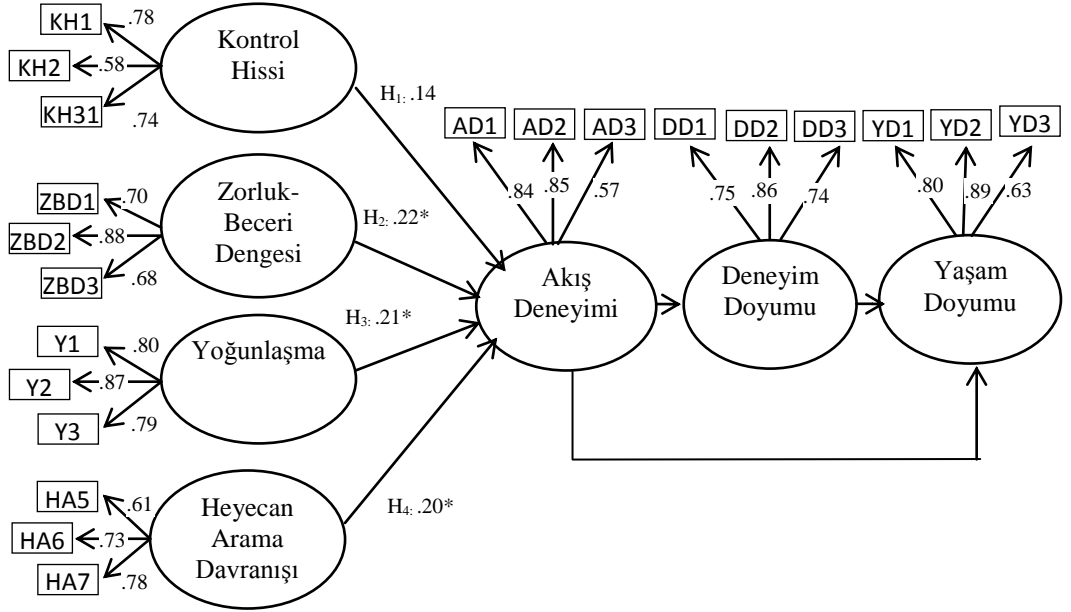 KH1
.78
KH2
.58
KH31
.74
Kontrol
Hissi
H1: .14
ZBD1
.70
ZBD2
.88
ZBD3
.68
Zorluk-
Beceri
Dengesi
H2: .22*
Y1
.80
Y2
.87
Y3
.79
Yoğunlaşma
H3: .21*
HA5
.61
HA6
.73
HA7
.78
Heyecan
Arama
Davranışı
H4: .20*
AD1
AD2
AD3
.84
.85
.57
Akış
Deneyimi
DD1
DD2
DD3
.75
.86
.74
Deneyim
Doyumu
YD1
YD2
YD3
.80
.89
.63
Yaşam
Doyumu